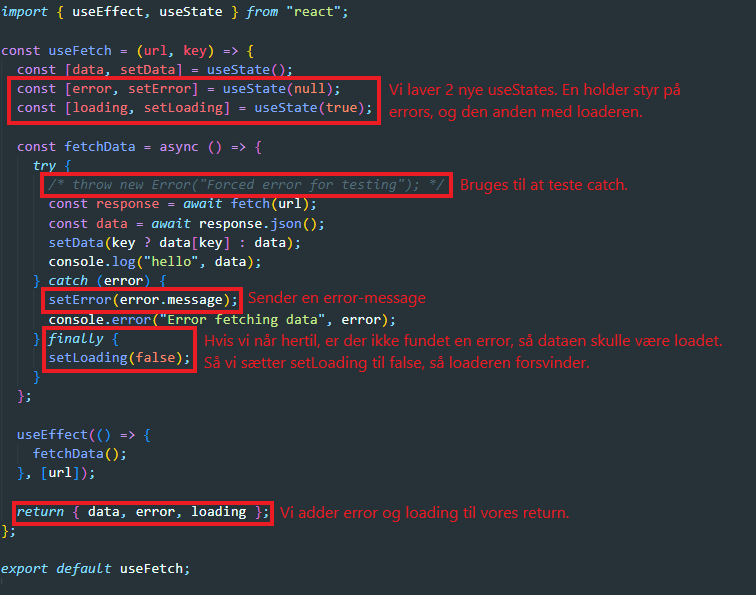 import { useEffect, useState } from "react";
const useFetch = (url, key) => {
const [data, setData] = useState();
const [error, setError] = useState(null); Vi laver 2 nye useStates. En holder styr på
const [loading, setLoading] = useState(true); errors, og den anden med loaderen.
const fetchData = async () => {
try {
/* throw new Error("Forced error for testing"); */ Bruges til at teste catch.
const response = await fetch(url);
const data = await response.json();
setData(key ? data[key] : data);
console.log("hello", data);
} catch (error) {
setError(error.message); Sender en error-message
console.error("Error fetching data", error);
} finally { Hvis vi når hertil, er der ikke fundet en error, så dataen skulle være loadet.
setLoading(false); Så vi sætter setLoading til false, så loaderen forsvinder.
}
};
useEffect(() => {
fetchData();
}, [url]);
return { data, error, loading }; Vi adder error og loading til vores return.
};
export default useFetch;